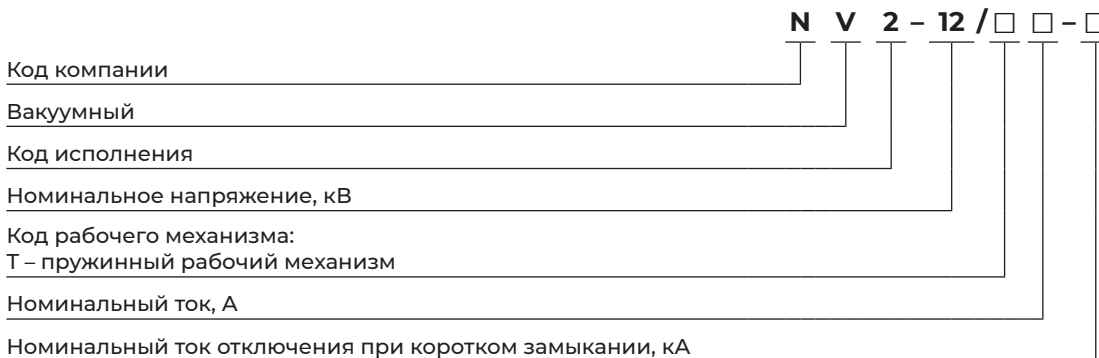 N V 2 – 12 / □ □ – □
Код компании
Вакуумный
Код исполнения
Номинальное напряжение, кВ
Код рабочего механизма:
Т – пружинный рабочий механизм
Номинальный ток, А
Номинальный ток отключения при коротком замыкании, кА